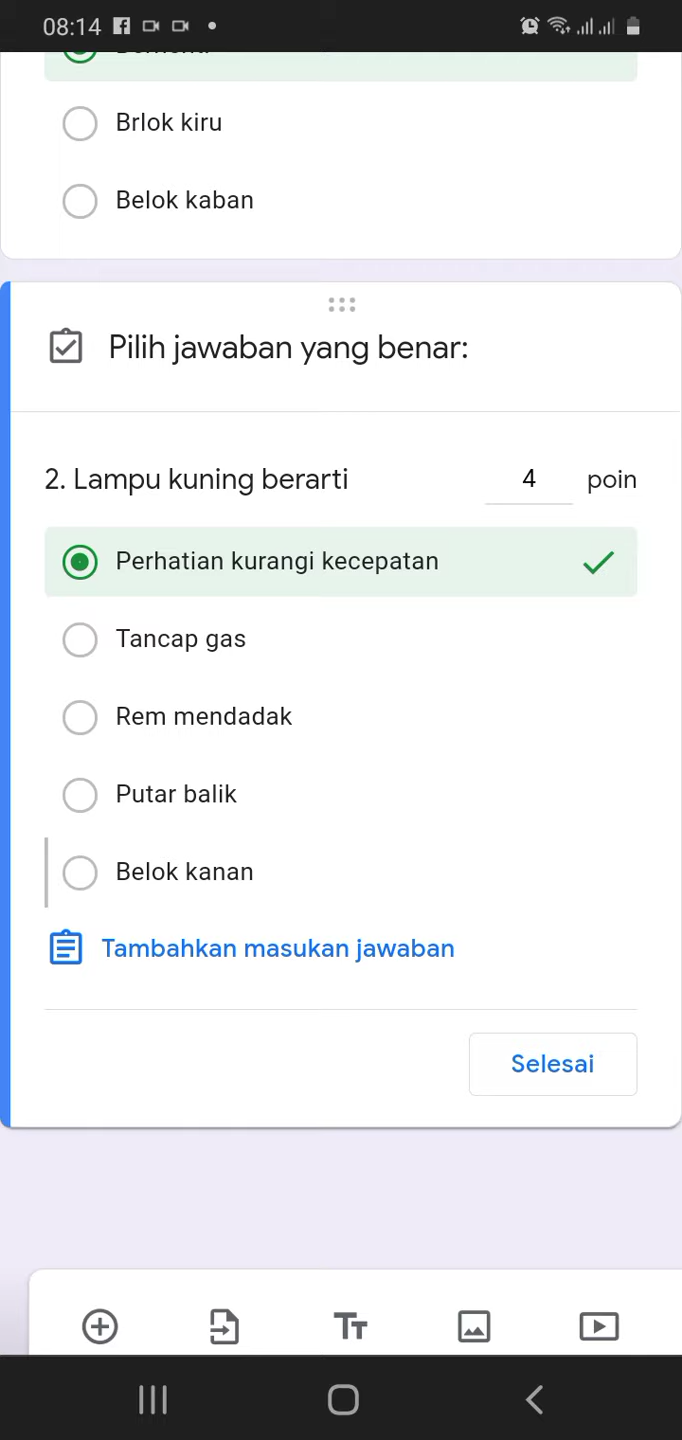 08:14
Brlok kiru
Belok kaban
Pilih jawaban yang benar:
2. Lampu kuning berarti 4 poin
Perhatian kurangi kecepatan
Tancap gas
Rem mendadak
Putar balik
Belok kanan
Tambahkan masukan jawaban
Selesai